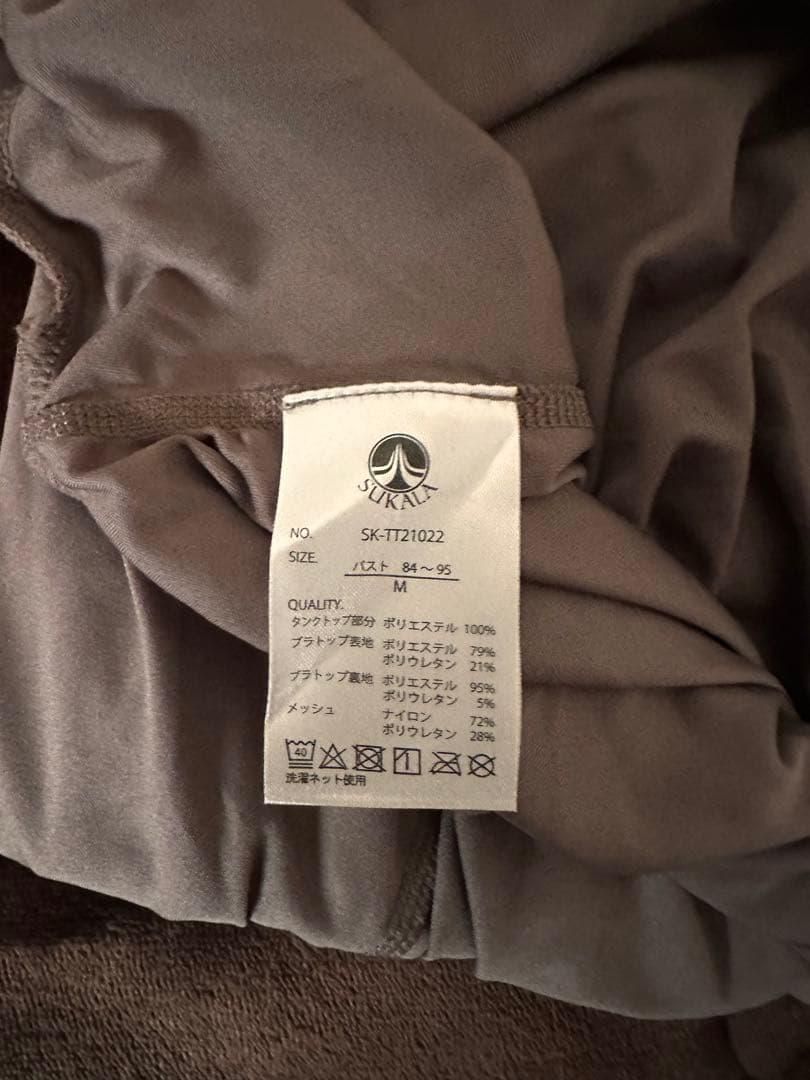 SUKALA
NO. SK-TT21022
SIZE. バスト 84～95
M
QUALITY.
タンクトップ部分 ポリエステル 100%
ブラトップ表地 ポリエステル 79%
ポリウレタン 21%
ブラトップ裏地 ポリエステル 95%
ポリウレタン 5%
メッシュ ナイロン 72%
ポリウレタン 28%
40
洗濯ネット使用